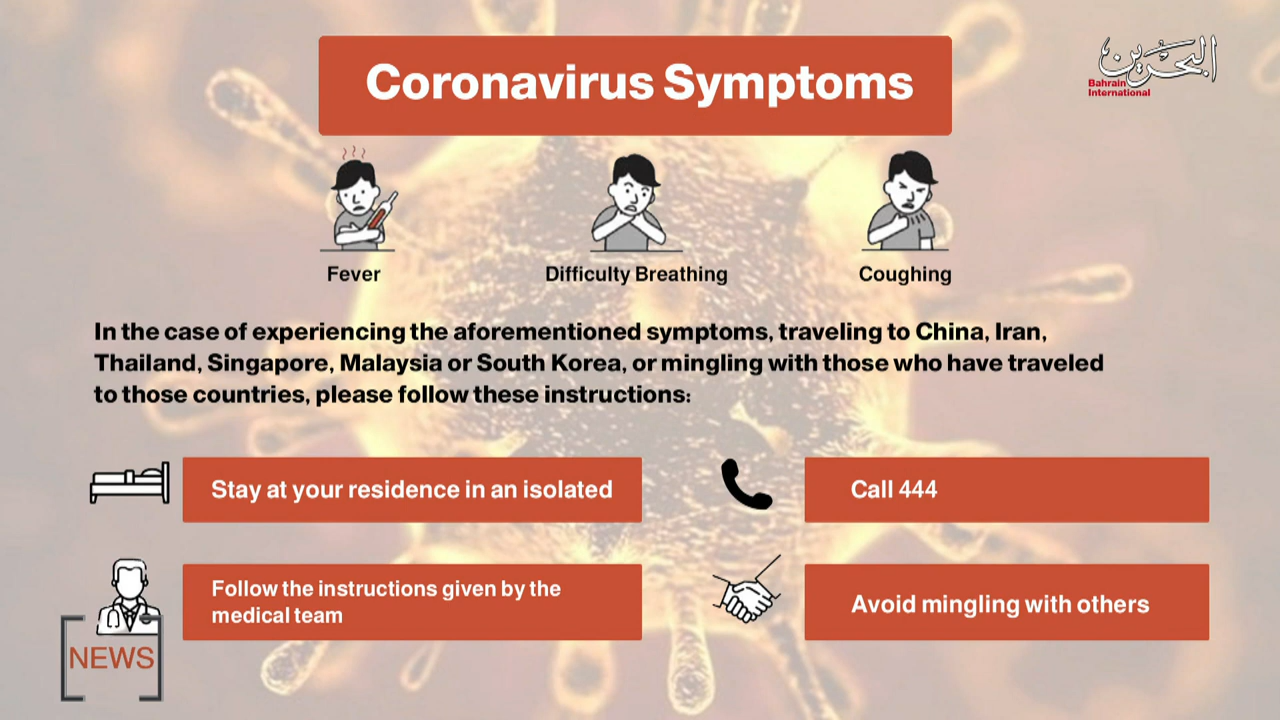 Coronavirus Symptoms
البحرين
Bahrain
International
Fever
Difficulty Breathing
Coughing
In the case of experiencing the aforementioned symptoms, traveling to China, Iran,
Thailand, Singapore, Malaysia or South Korea, or mingling with those who have traveled
to those countries, please follow these instructions:
Stay at your residence in an isolated
Call 444
Follow the instructions given by the
medical team
Avoid mingling with others
NEWS